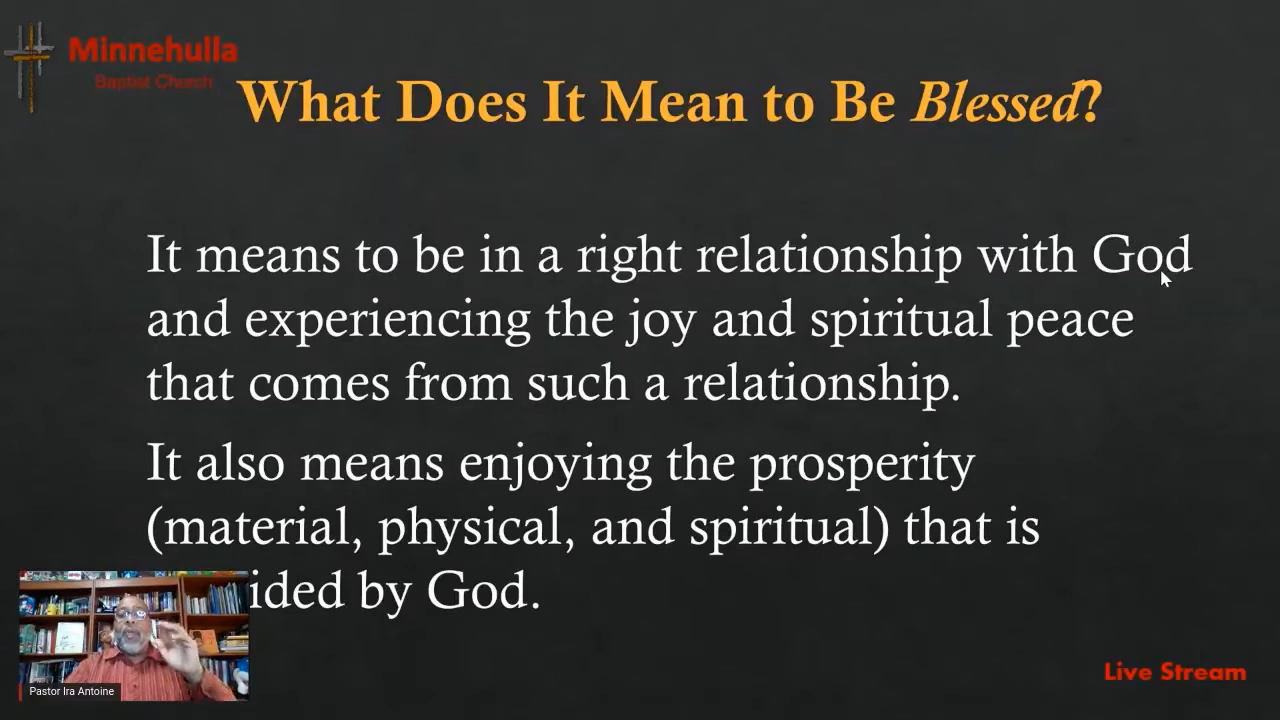 Minnehulla
Baptist Church
What Does It Mean to Be Blessed?
It means to be in a right relationship with God
and experiencing the joy and spiritual peace
that comes from such a relationship.
It also means enjoying the prosperity
(material, physical, and spiritual) that is
ided by God.
Pastor Ira Antoine
Live Stream